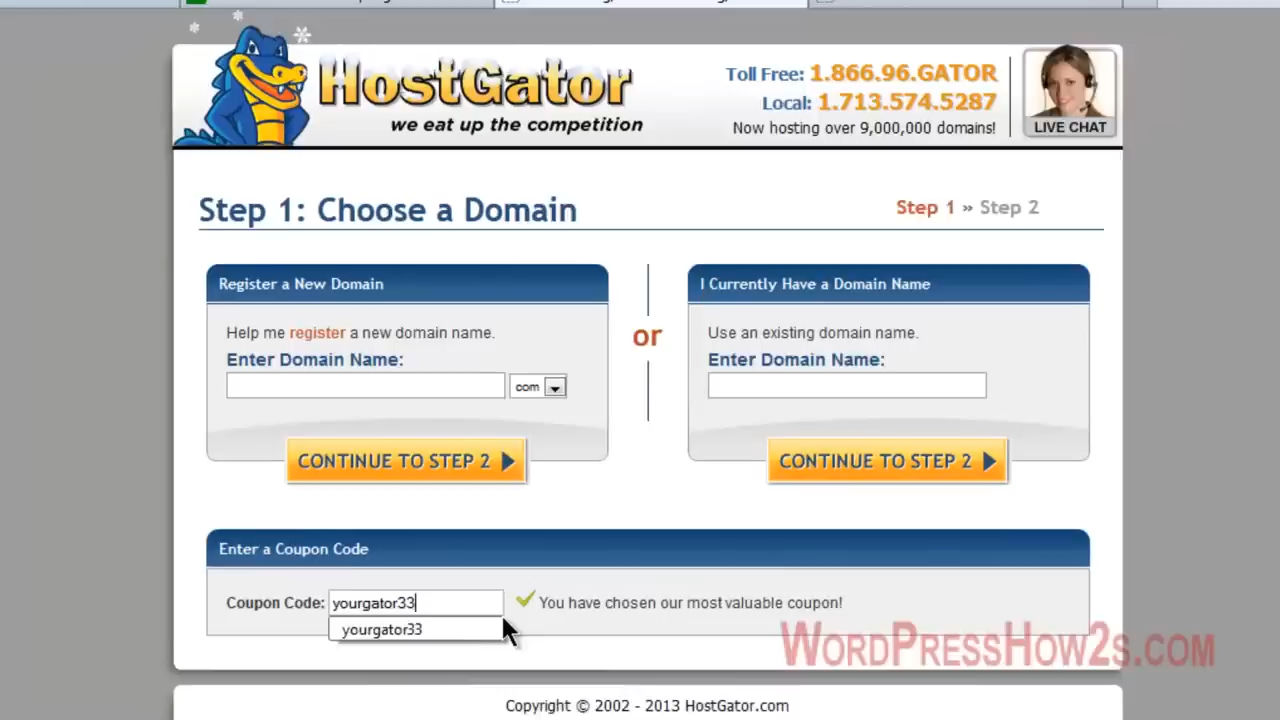 HostGator
we eat up the competition
Toll Free: 1.866.96.GATOR
Local: 1.713.574.5287
Now hosting over 9,000,000 domains!
LIVE CHAT
Step 1: Choose a Domain
Step 1 » Step 2
Register a New Domain
Help me register a new domain name.
Enter Domain Name:
com
CONTINUE TO STEP 2
or
I Currently Have a Domain Name
Use an existing domain name.
Enter Domain Name:
CONTINUE TO STEP 2
Enter a Coupon Code
Coupon Code: yourgator33 You have chosen our most valuable coupon!
yourgator33
WordPressHow2s.com
Copyright © 2002 - 2013 HostGator.com